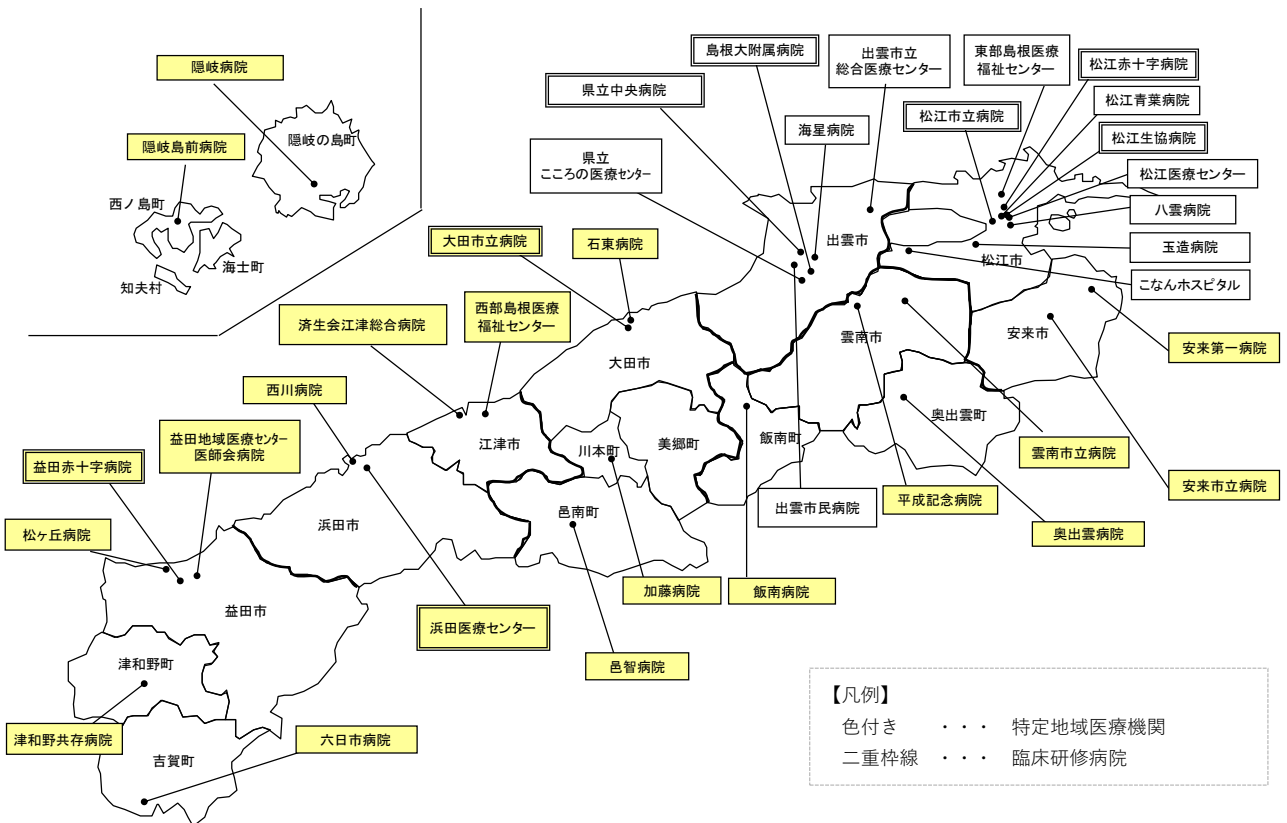 隠岐病院
隠岐の島町
隠岐島前病院
西ノ島町
海士町
知夫村
島根大附属病院
出雲市立
総合医療センター
東部島根医療
福祉センター
松江赤十字病院
県立中央病院
松江市立病院
松江青葉病院
海星病院
松江生協病院
県立
こころの医療センター
松江医療センター
八雲病院
出雲市
玉造病院
松江市
こなんホスピタル
大田市立病院
石東病院
済生会江津総合病院
西部島根医療
福祉センター
大田市
雲南市
安来市
安来第一病院
西川病院
奥出雲町
益田地域医療センター
医師会病院
江津市
川本町
美郷町
飯南町
雲南市立病院
益田赤十字病院
安来市立病院
浜田市
邑南町
出雲市民病院
平成記念病院
奥出雲病院
松ヶ丘病院
加藤病院
飯南病院
益田市
浜田医療センター
邑智病院
津和野町
津和野共存病院
六日市病院
吉賀町
【凡例】
色付き ・・・ 特定地域医療機関
二重枠線 ・・・ 臨床研修病院